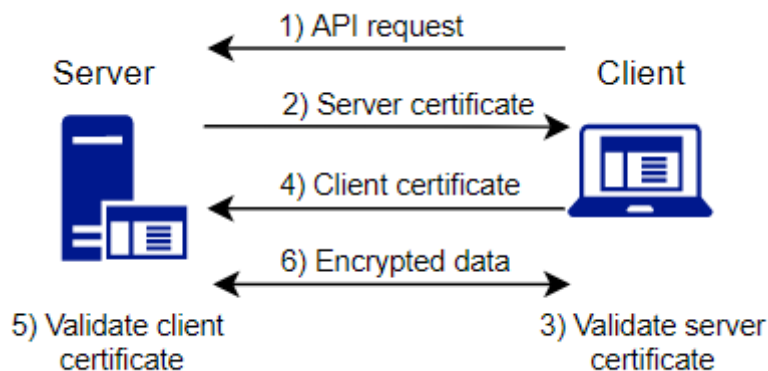 1) API request
Server
Client
2) Server certificate
4) Client certificate
6) Encrypted data
5) Validate client
certificate
3) Validate server
certificate